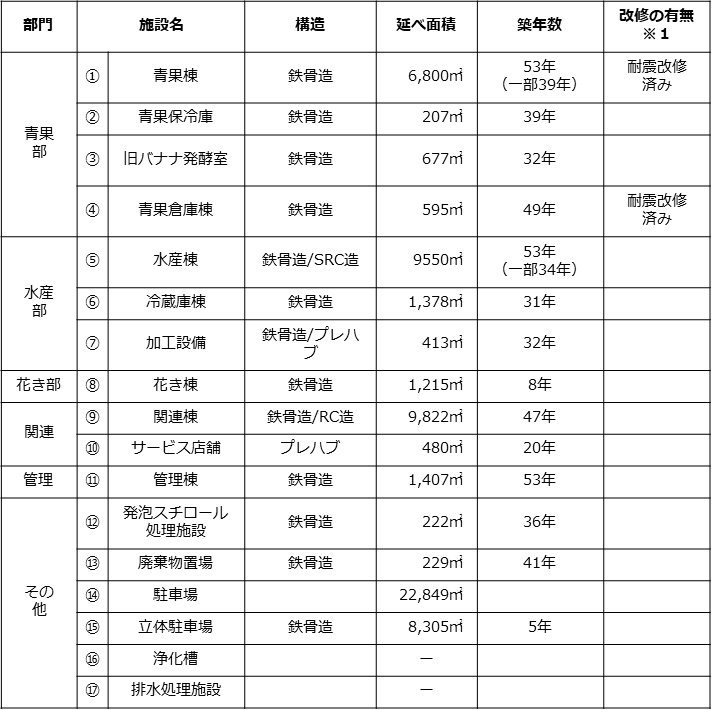 部門 施設名 構造 延べ面積 築年数 改修の有無
※１
青果部
① 青果棟 鉄骨造 6,800㎡ 53年
（一部39年） 耐震改修
済み
② 青果保冷庫 鉄骨造 207㎡ 39年
③ 旧バナナ発酵室 鉄骨造 677㎡ 32年
④ 青果倉庫棟 鉄骨造 595㎡ 49年 耐震改修
済み
水産部
⑤ 水産棟 鉄骨造/SRC造 9550㎡ 53年
（一部34年）
⑥ 冷蔵庫棟 鉄骨造 1,378㎡ 31年
⑦ 加工設備 鉄骨造/プレハ
ブ 413㎡ 32年
花き部 ⑧ 花き棟 鉄骨造 1,215㎡ 8年
関連 ⑨ 関連棟 鉄骨造/RC造 9,822㎡ 47年
⑩ サービス店舗 プレハブ 480㎡ 20年
管理 ⑪ 管理棟 鉄骨造 1,407㎡ 53年
その他
⑫ 発泡スチロール
処理施設 鉄骨造 222㎡ 36年
⑬ 廃棄物置場 鉄骨造 229㎡ 41年
⑭ 駐車場 22,849㎡
⑮ 立体駐車場 鉄骨造 8,305㎡ 5年
⑯ 浄化槽 ー
⑰ 排水処理施設 ー